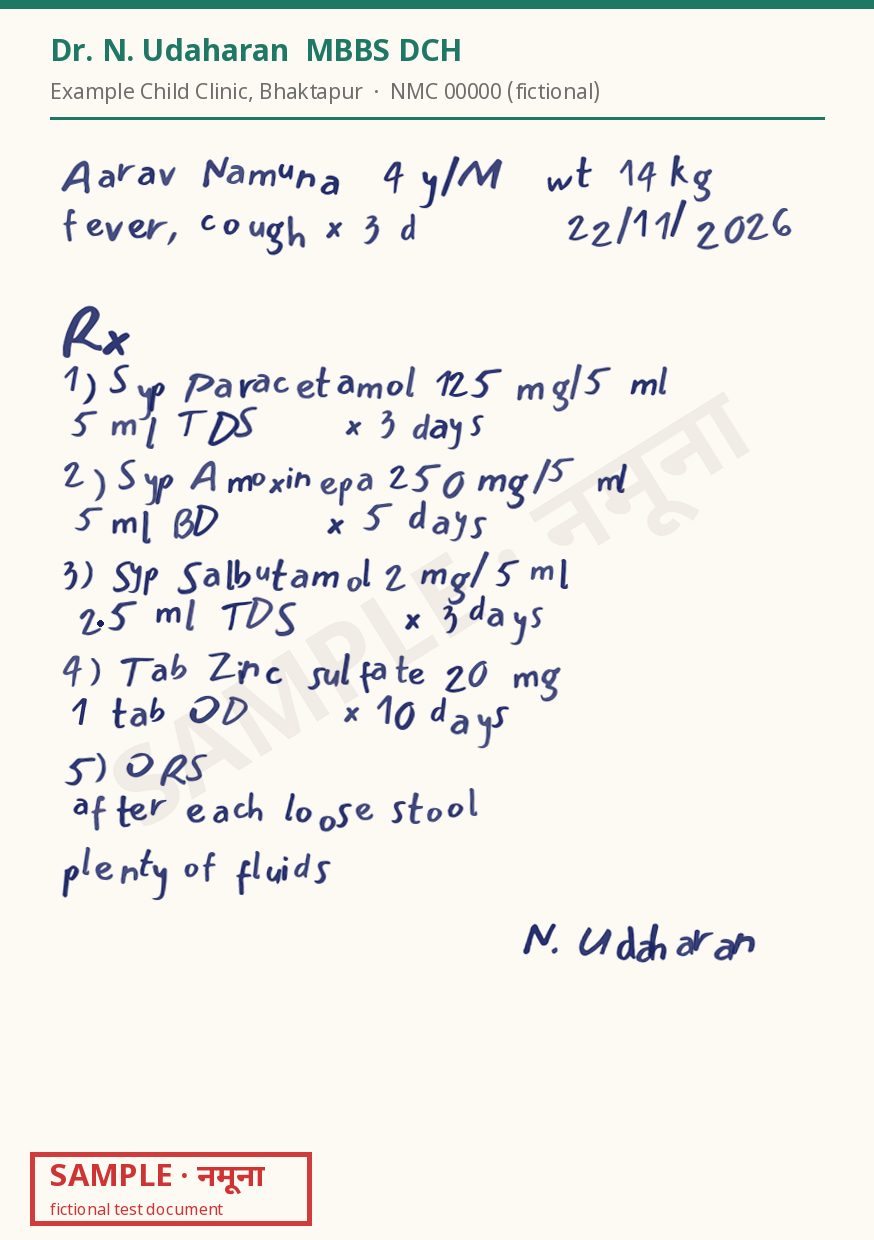 Dr. N. Udaharan MBBS DCH
Example Child Clinic, Bhaktapur · NMC 00000 (fictional)
Aarav Namuna 4 y/M wt 14 kg
fever, cough x 3 d 22/11/2026
Rx
1) Syp Paracetamol 125 mg/5 ml
5 ml TDS x 3 days
2) Syp Amoxinepa 250 mg/5 ml
5 ml BD x 5 days
3) Syp Salbutamol 2 mg/5 ml
2.5 ml TDS x 3 days
4) Tab Zinc sulfate 20 mg
1 tab OD x 10 days
5) ORS
after each loose stool
plenty of fluids
N. Udaharan
SAMPLE · नमूना
SAMPLE · नमूना
fictional test document